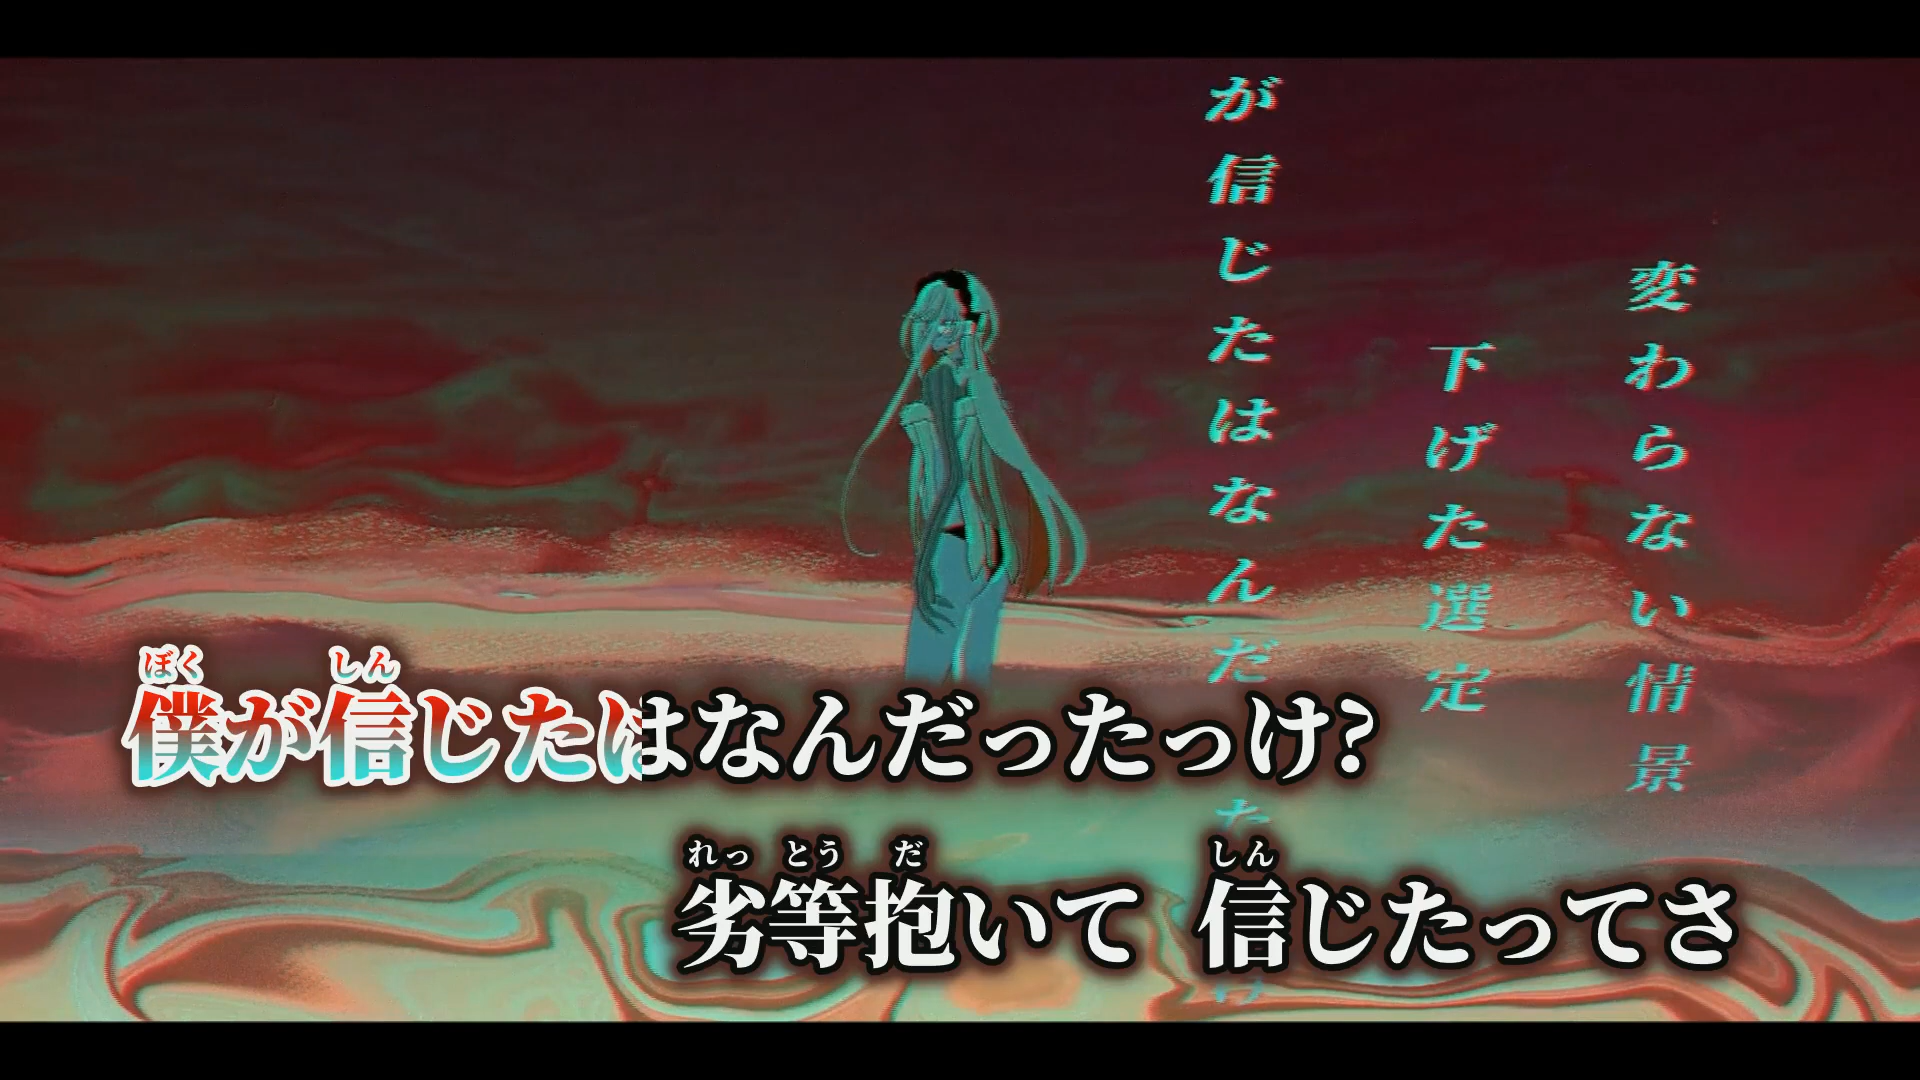 変わらない情景
下げた選定
が信じたはなんだ
ぼく しん
僕が信じたはなんだったっけ?
れっ とう だ しん
劣等抱いて 信じたってさ